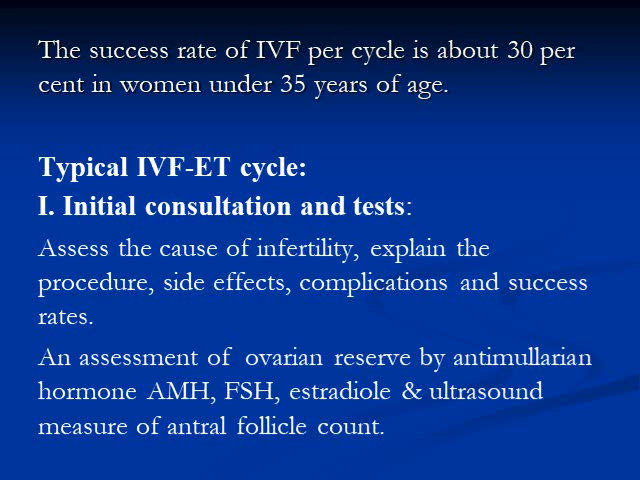 The success rate of IVF per cycle is about 30 per
cent in women under 35 years of age.
Typical IVF-ET cycle:
I. Initial consultation and tests:
Assess the cause of infertility, explain the
procedure, side effects, complications and success
rates.
An assessment of ovarian reserve by antimullarian
hormone AMH, FSH, estradiole & ultrasound
measure of antral follicle count.